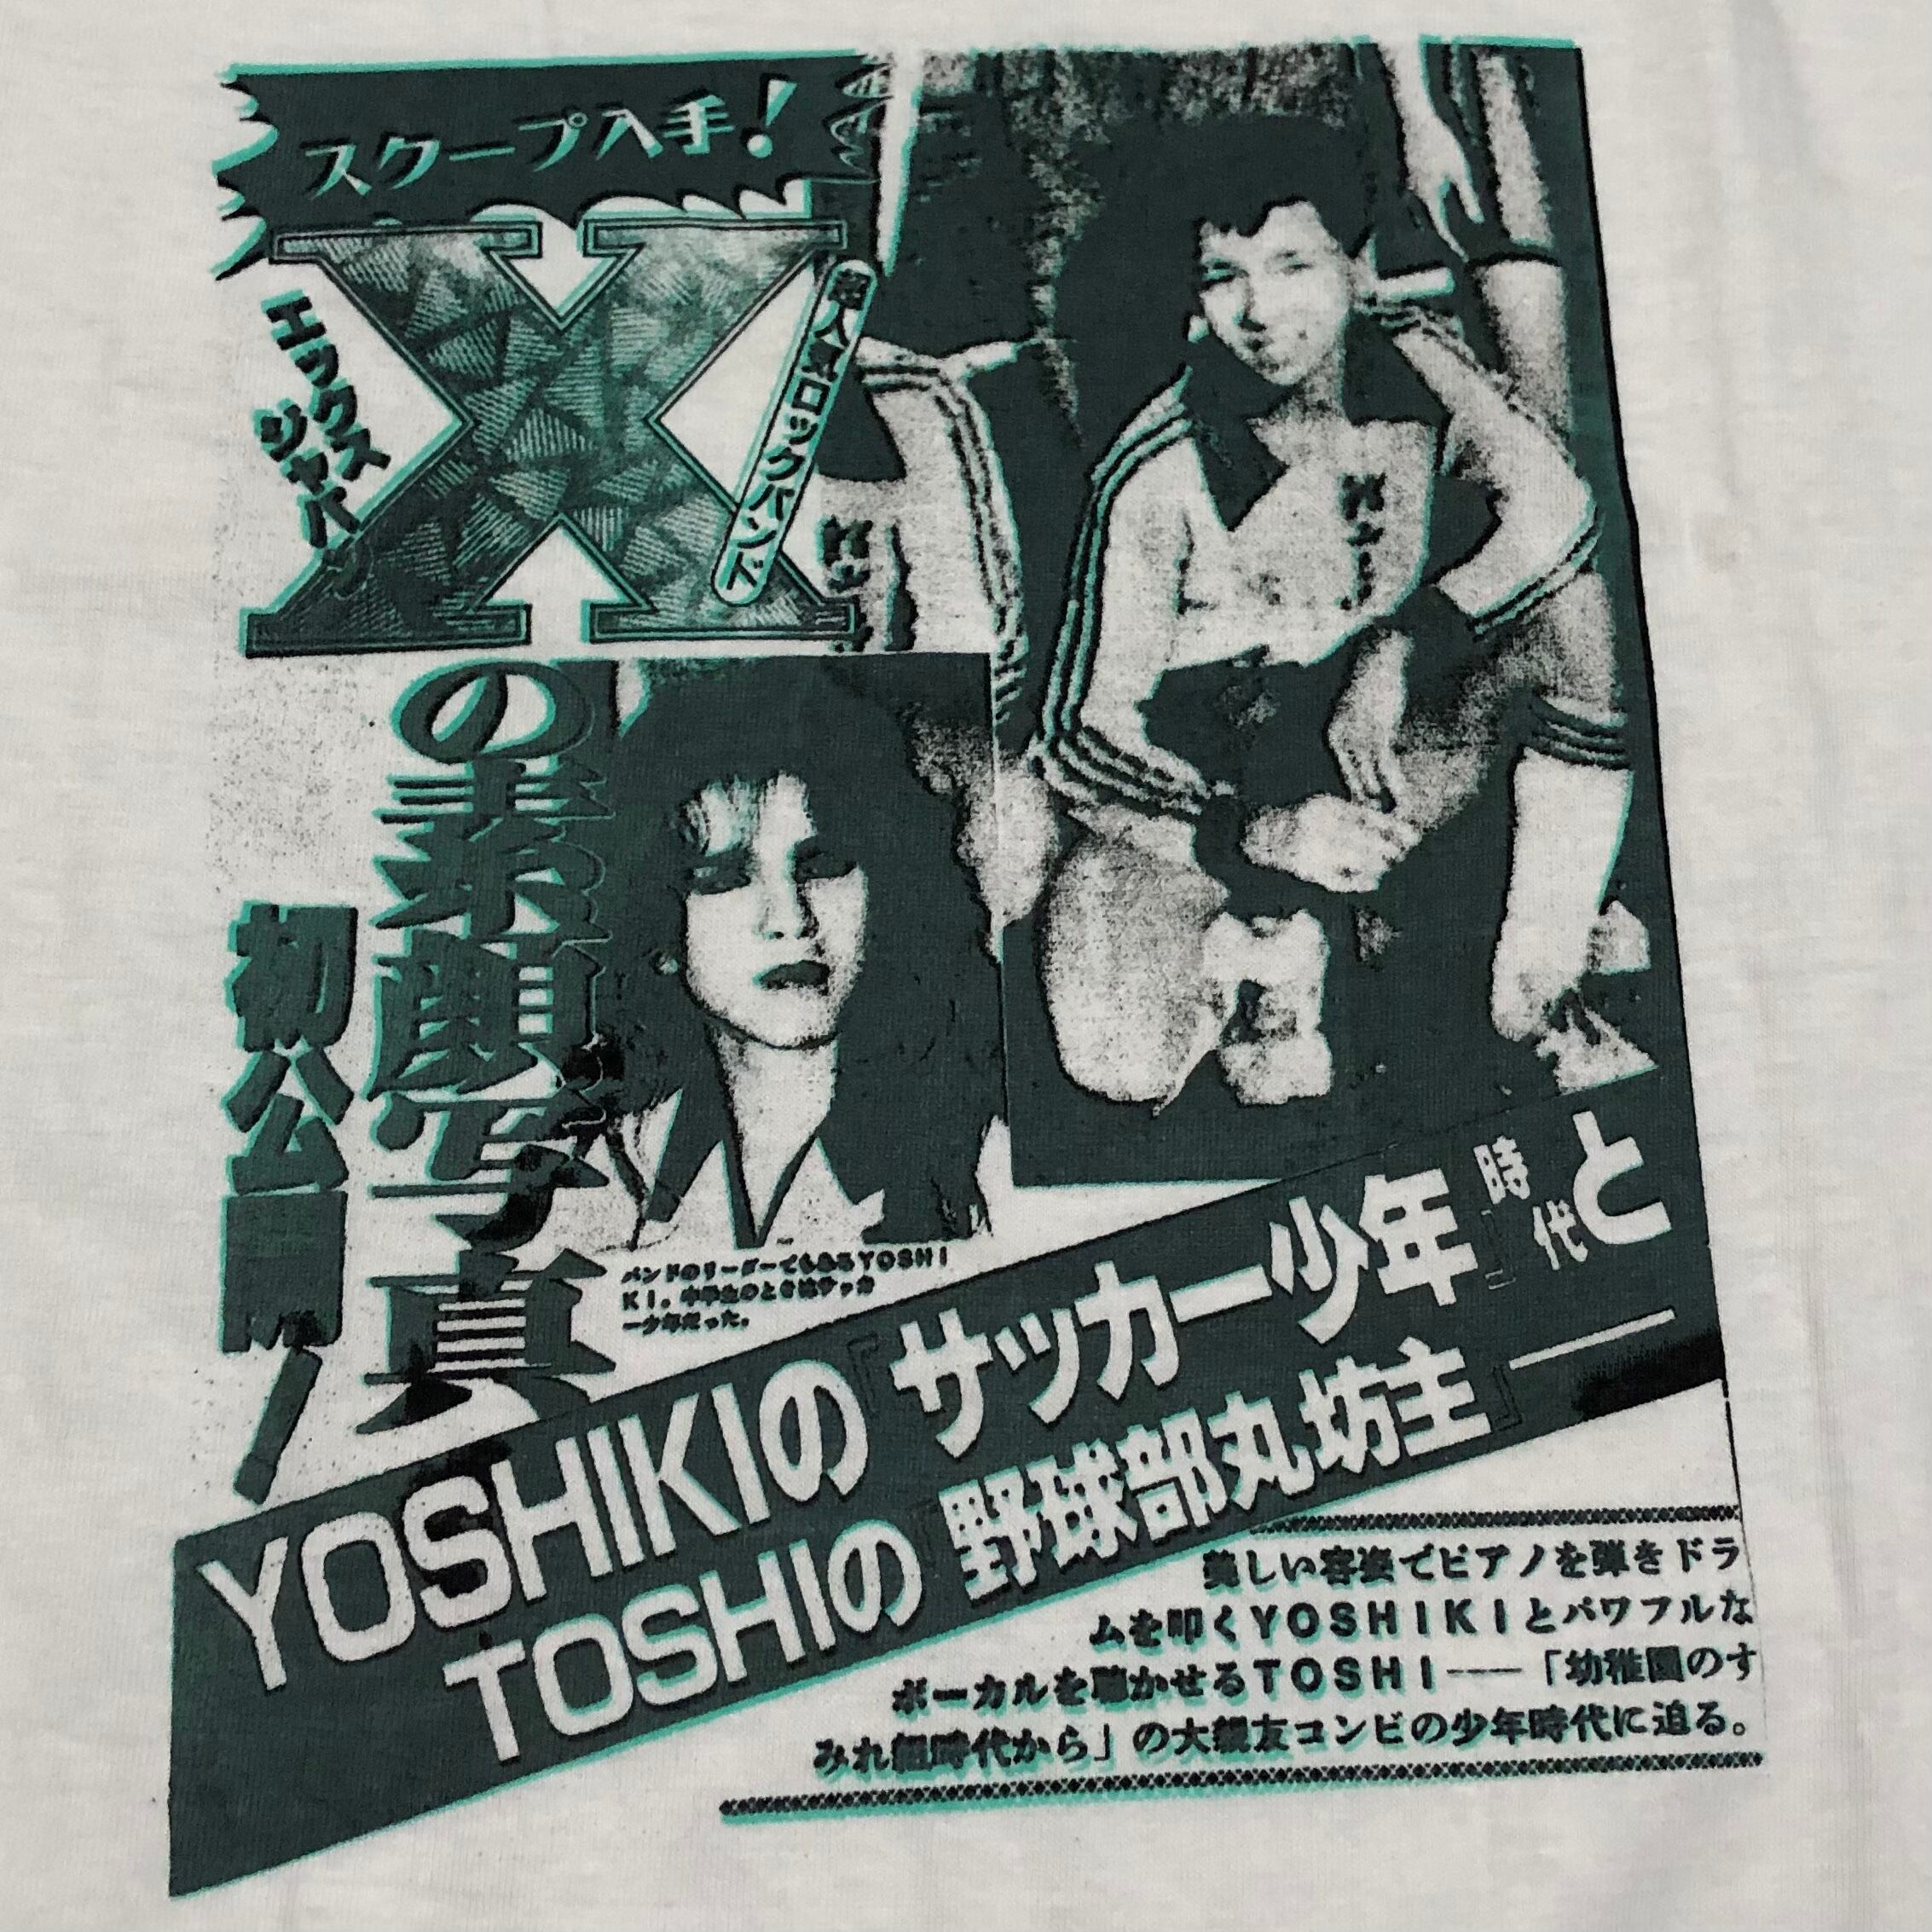 スクープ入手!
X
エックス
ジャパン
超人気ロックバンド
の素顔写真
初公開!
バンドのリーダーでもあるYOSHI
KI。中学生のときはサッカ
ー少年だった。
YOSHIKIの『サッカー少年』時代と
TOSHIの『野球部丸坊主』—
美しい容姿でピアノを弾きドラ
ムを叩くYOSHIKIとパワフルな
ボーカルを聴かせるTOSHI——「幼稚園のす
みれ組時代から」の大親友コンビの少年時代に迫る。